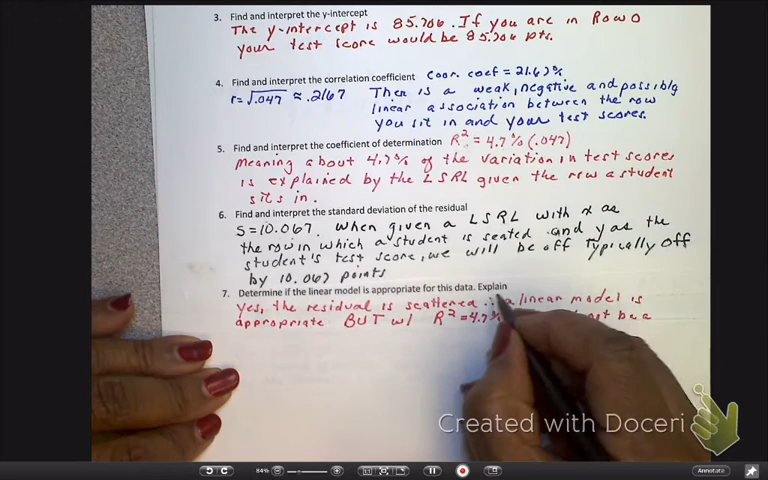 3. Find and interpret the y-intercept
The y-intercept is 85.706. If you are in Row 0
your test score would be 85.706 pts.
4. Find and interpret the correlation coefficient Coor. coef = 21.67%
r = √.047 ≈ .2167 Then is a weak, negative and possibly
linear association between the row
you sit in and your test scores.
5. Find and interpret the coefficient of determination R² = 4.7% (.047)
Meaning about 4.7% of the variation in test scores
is explained by the LSRL given the row a student
sits in.
6. Find and interpret the standard deviation of the residual
S = 10.067. When given a LSRL with x as
the row in which a student is seated and y as the
student's test score, we will be off typically off
by 10.067 points
7. Determine if the linear model is appropriate for this data. Explain
Yes, the residual is scattered ∴ a linear model is
appropriate BUT w/ R² = 4.7% be a
Created with Doceri
84%
Annotate